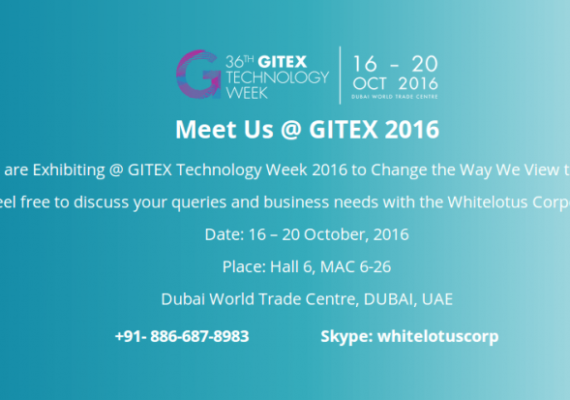 36TH GITEX
TECHNOLOGY
WEEK
16 – 20
OCT 2016
DUBAI WORLD TRADE CENTRE
Meet Us @ GITEX 2016
are Exhibiting @ GITEX Technology Week 2016 to Change the Way We View t
eel free to discuss your queries and business needs with the Whitelotus Corp
Date: 16 – 20 October, 2016
Place: Hall 6, MAC 6-26
Dubai World Trade Centre, DUBAI, UAE
+91- 886-687-8983 Skype: whitelotuscorp